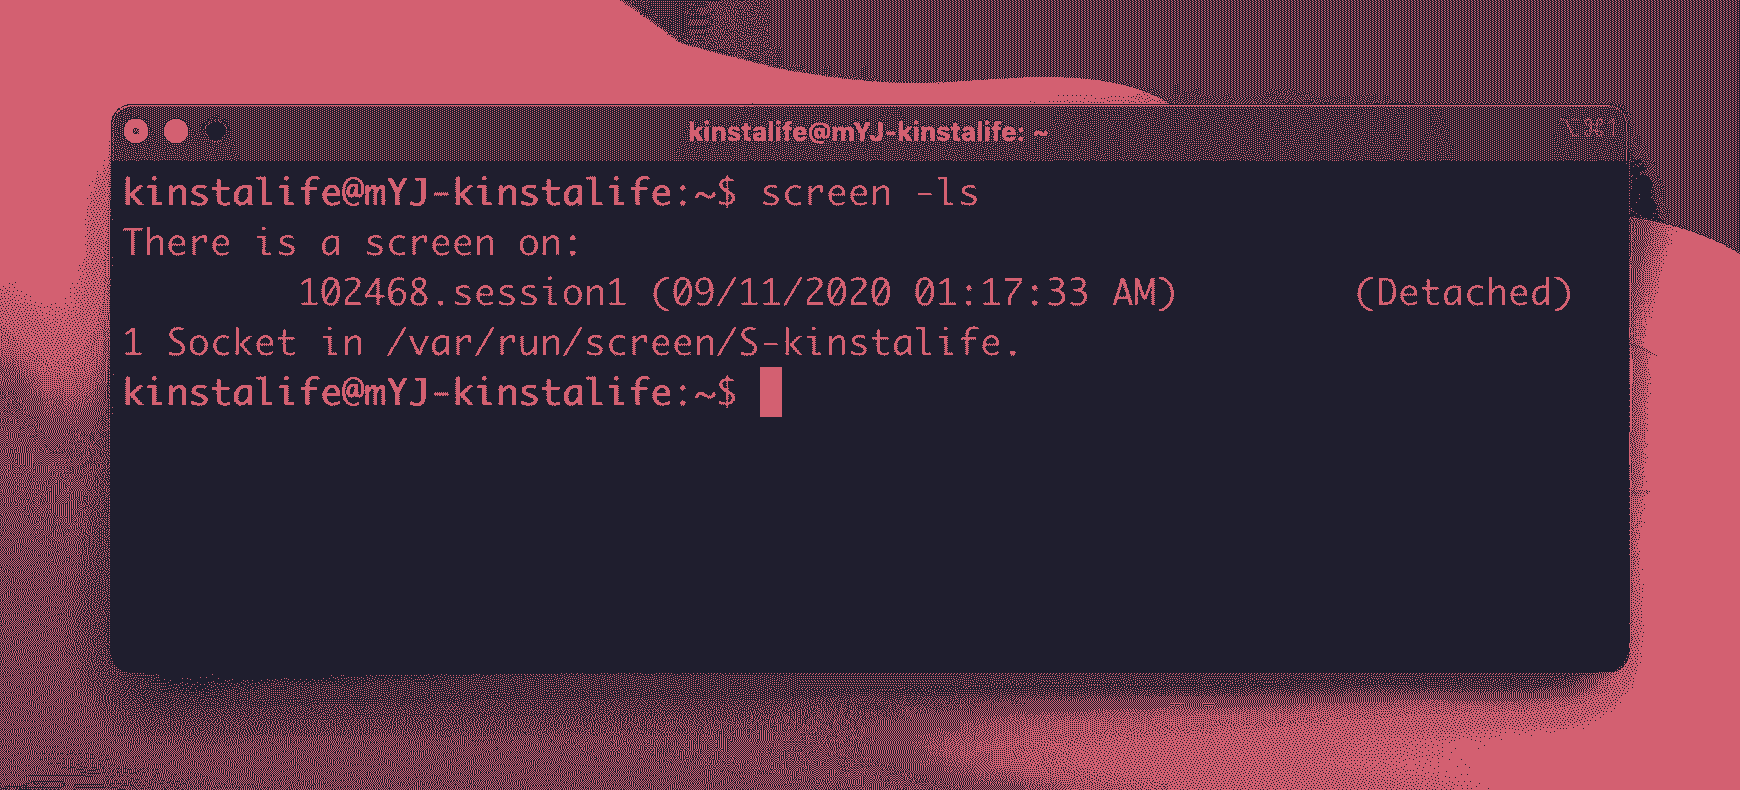 kinstalife@mYJ-kinstalife: ~
⌥⌘1
kinstalife@mYJ-kinstalife:~$ screen -ls
There is a screen on:
102468.session1 (09/11/2020 01:17:33 AM) (Detached)
1 Socket in /var/run/screen/S-kinstalife.
kinstalife@mYJ-kinstalife:~$